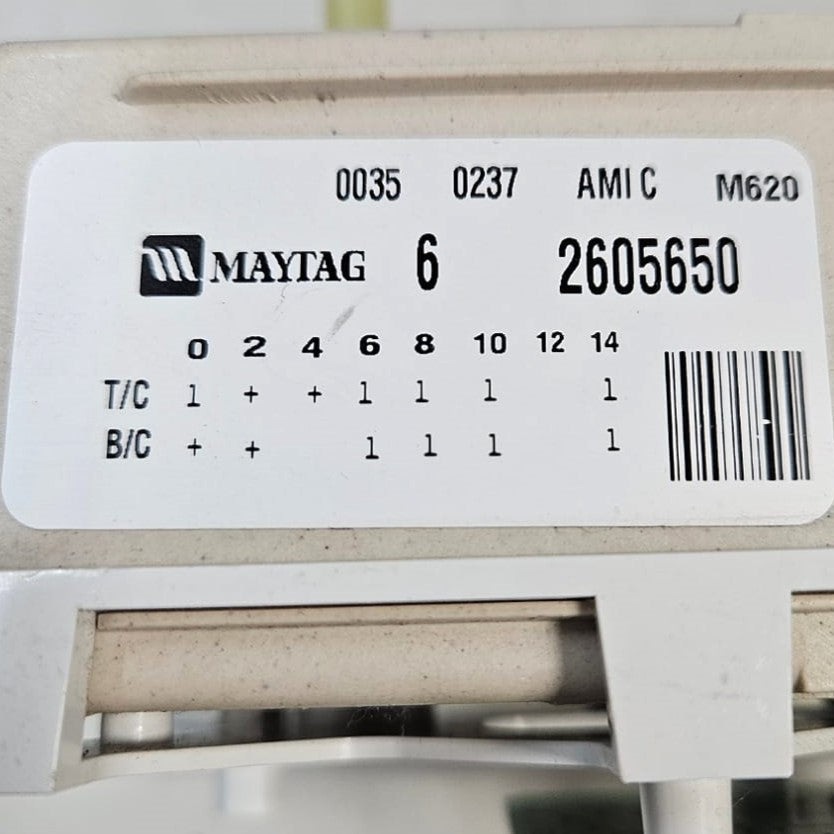 0035 0237 AMI C M620
MAYTAG 6 2605650
0 2 4 6 8 10 12 14
T/C 1 + + 1 1 1 1
B/C + + 1 1 1 1